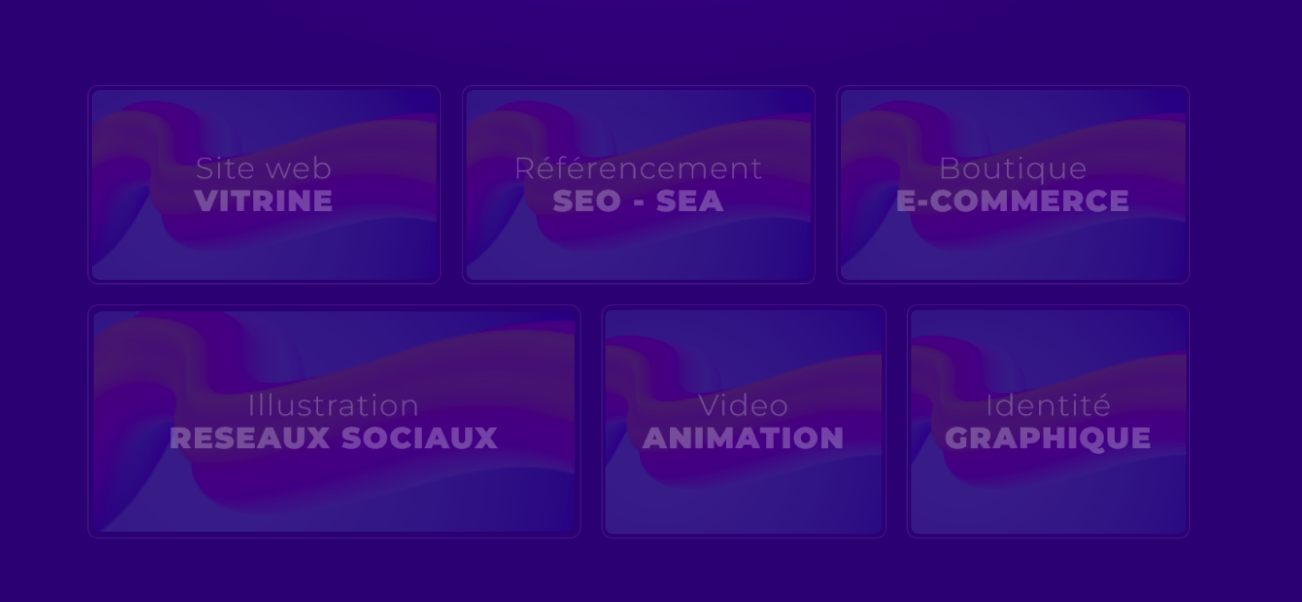 Site web
VITRINE
Référencement
SEO - SEA
Boutique
E-COMMERCE
Illustration
RESEAUX SOCIAUX
Video
ANIMATION
Identité
GRAPHIQUE